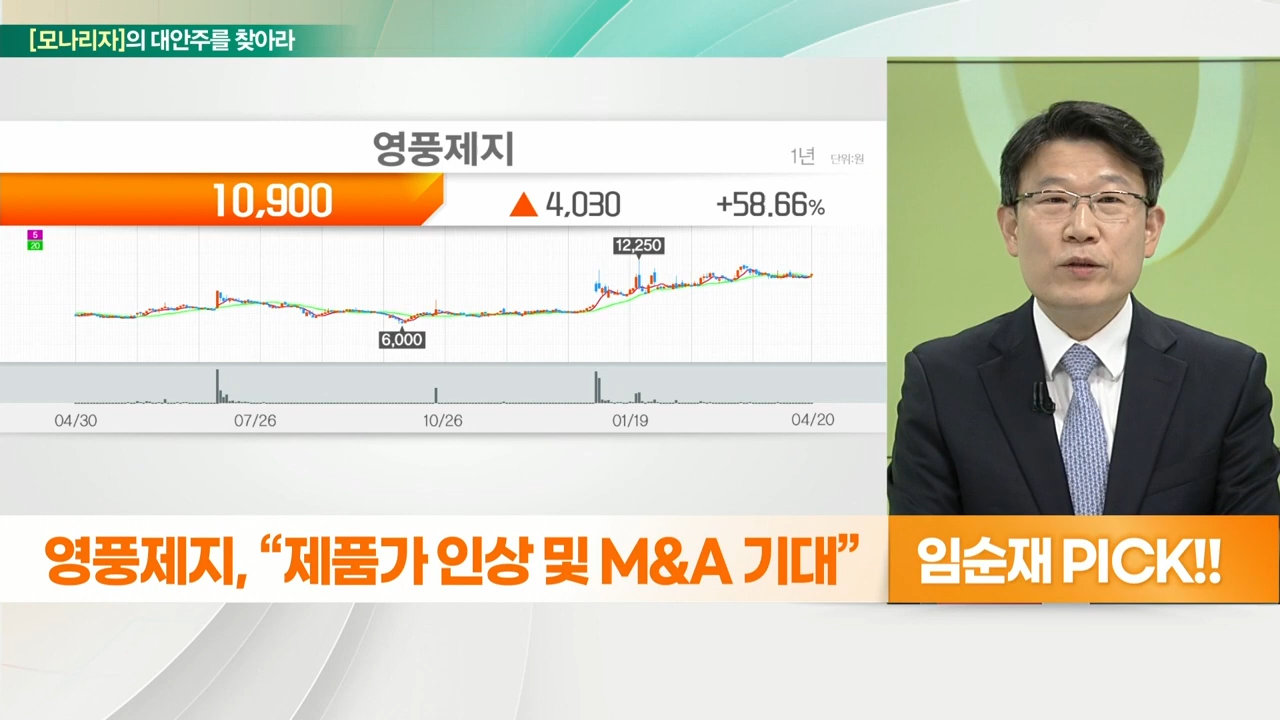 [모나리자]의 대안주를 찾아라
영풍제지
1년 단위:원
10,900 ▲ 4,030 +58.66%
5
20
12,250
6,000
04/30 07/26 10/26 01/19 04/20
영풍제지, “제품가 인상 및 M&A 기대”
임순재 PICK!!